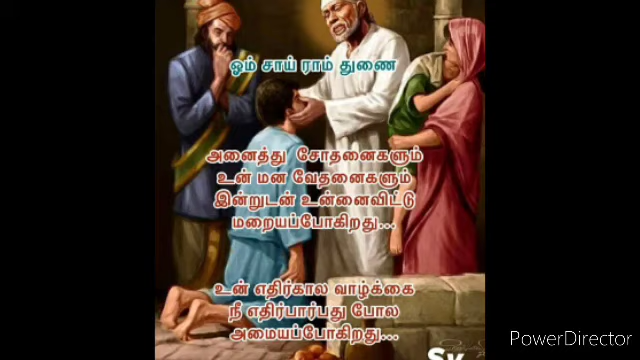 ஓம் சாய் ராம் துணை
அனைத்து சோதனைகளும்
உன் மன வேதனைகளும்
இன்றுடன் உன்னைவிட்டு
மறையப்போகிறது...
உன் எதிர்கால வாழ்க்கை
நீ எதிர்பார்பது போல
அமையப்போகிறது...
PowerDirector